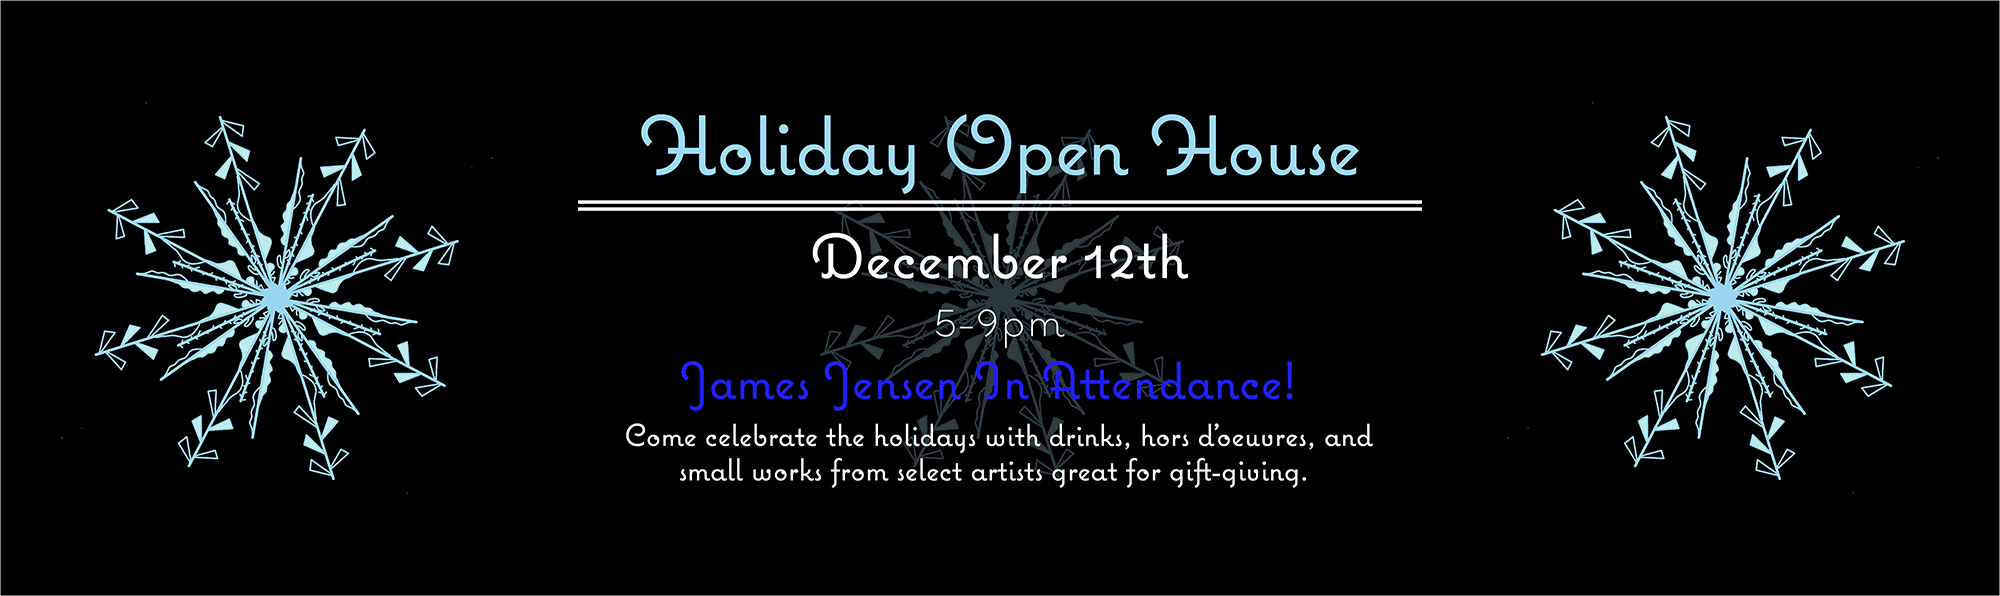 Holiday Open House
December 12th
5-9pm
James Jensen In Attendance!
Come celebrate the holidays with drinks, hors d'oeuvres, and
small works from select artists great for gift-giving.